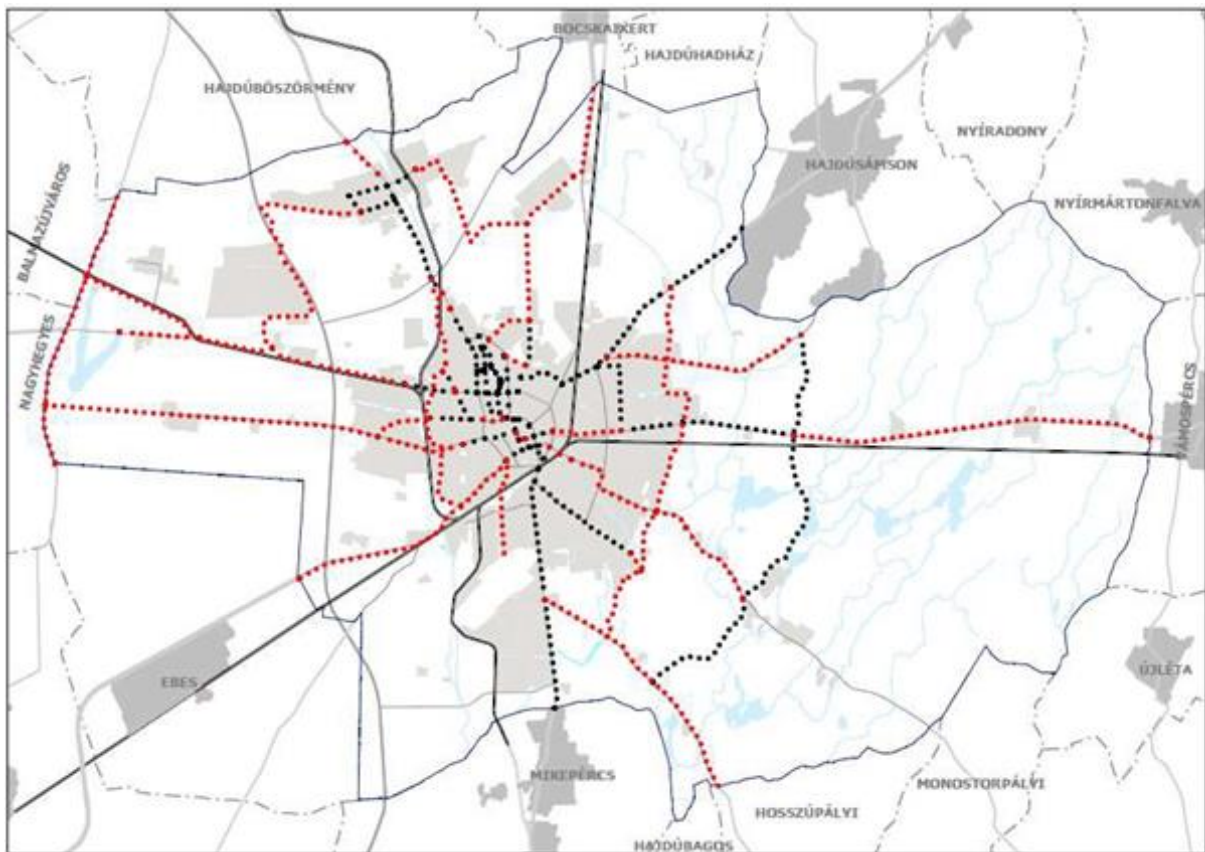 BOCSKAIKERT
HAJDÚHADHÁZ
HAJDÚBÖSZÖRMÉNY
NYÍRADONY
HAJDÚSÁMSON
NYÍRMÁRTONFALVA
BALMAZÚJVÁROS
NAGYHEGYES
VÁMOSPÉRCS
EBES
ÚJLÉTA
MIKEPÉRCS
MONOSTORPÁLYI
HOSSZÚPÁLYI
HAJDÚBAGOS